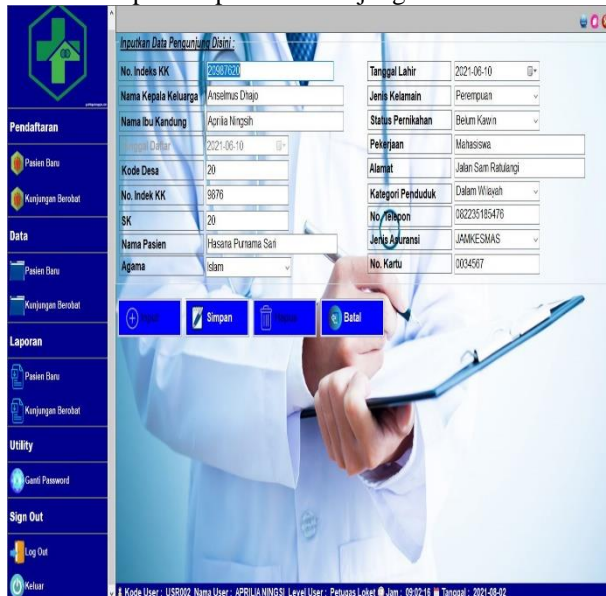 Inputkan Data Pengunjung Disini :
No. Indeks KK 20987620
Nama Kepala Keluarga Anselmus Dhajo
Nama Ibu Kandung Aprilia Ningsih
Tanggal Daftar 2021-06-10
Kode Desa 20
No. Indek KK 9876
SK 20
Nama Pasien Hasana Purnama Sari
Agama Islam
Tanggal Lahir 2021-06-10
Jenis Kelamain Perempuan
Status Pernikahan Belum Kawin
Pekerjaan Mahasiswa
Alamat Jalan Sam Ratulangi
Kategori Penduduk Dalam Wilayah
No. Telepon 082235185476
Jenis Asuransi JAMKESMAS
No. Kartu 0034567
Input Simpan Hapus Batal
Pendaftaran
Pasien Baru
Kunjungan Berobat
Data
Pasien Baru
Kunjungan Berobat
Laporan
Pasien Baru
Kunjungan Berobat
Utility
Ganti Password
Sign Out
Log Out
Keluar
Kode User : USR002 Nama User : APRILIA NINGSI Level User : Petugas Loket Jam : 09:02:16 Tanggal : 2021-08-02